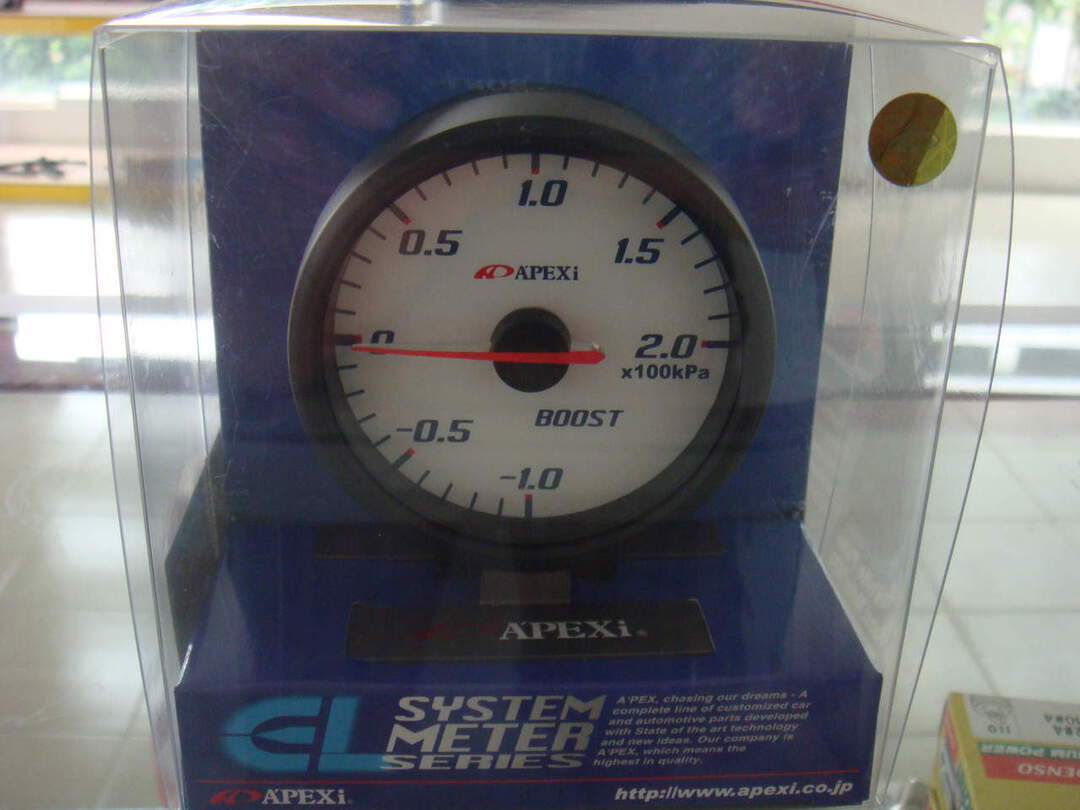 1.0
0.5
1.5
A'PEXi
0
2.0
x100kPa
BOOST
-0.5
-1.0
A'PEXi®
EL SYSTEM
METER
SERIES
A'PEX, chasing our dreams - A
complete line of customized car
and automotive parts developed
with State of the art technology
and new ideas. Our company is
A'PEX, which means the
highest in quality.
A'PEXi®
http://www.apexi.co.jp
DENSO